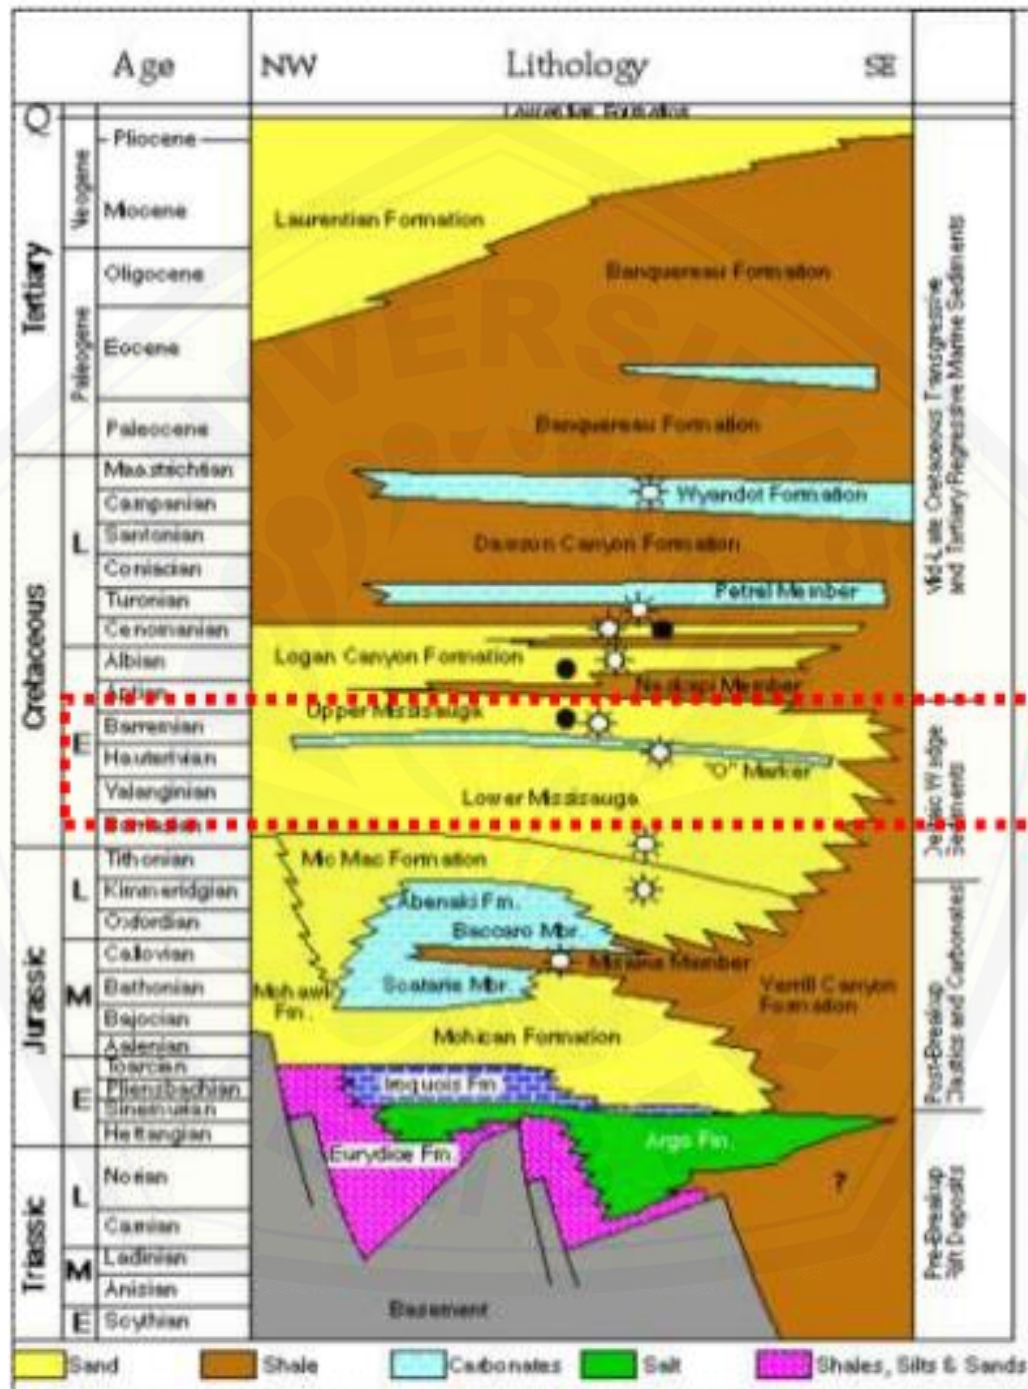 Age
NW Lithology SE
Laurentian Formation
Q
Tertiary
Neogene
Pliocene
Miocene
Laurentian Formation
Paleogene
Oligocene
Banquereau Formation
Eocene
Paleocene
Banquereau Formation
Mid-Late Cretaceous Transgressive
and Tertiary Regressive Marine Sediments
Cretaceous
L
Maastrichtian
Campanian
Wyandot Formation
Santonian
Dawson Canyon Formation
Coniacian
Turonian
Petrel Member
Cenomanian
E
Albian
Logan Canyon Formation
Aptian
Naskapi Member
Upper Missisauga
Barremian
Hauterivian
"O" Marker
Valanginian
Lower Missisauga
Deltaic Wedge
Sediments
Jurassic
L
Tithonian
Mic Mac Formation
Kimmeridgian
Abenaki Fm.
Oxfordian
Baccaro Mbr.
M
Callovian
Misaine Member
Bathonian
Scatarie Mbr.
Mohawk
Fm.
Verrill Canyon
Formation
Bajocian
Mohican Formation
Aalenian
Post-Breakup
Clastics and Carbonates
E
Toarcian
Pliensbachian
Iroquois Fm.
Sinemurian
Hettangian
Argo Fm.
Eurydice Fm.
Triassic
L
Norian
?
Carnian
Pre-Breakup
Rift Deposits
M
Ladinian
Anisian
E
Scythian
Basement
Sand Shale Carbonates Salt Shales, Silts & Sands